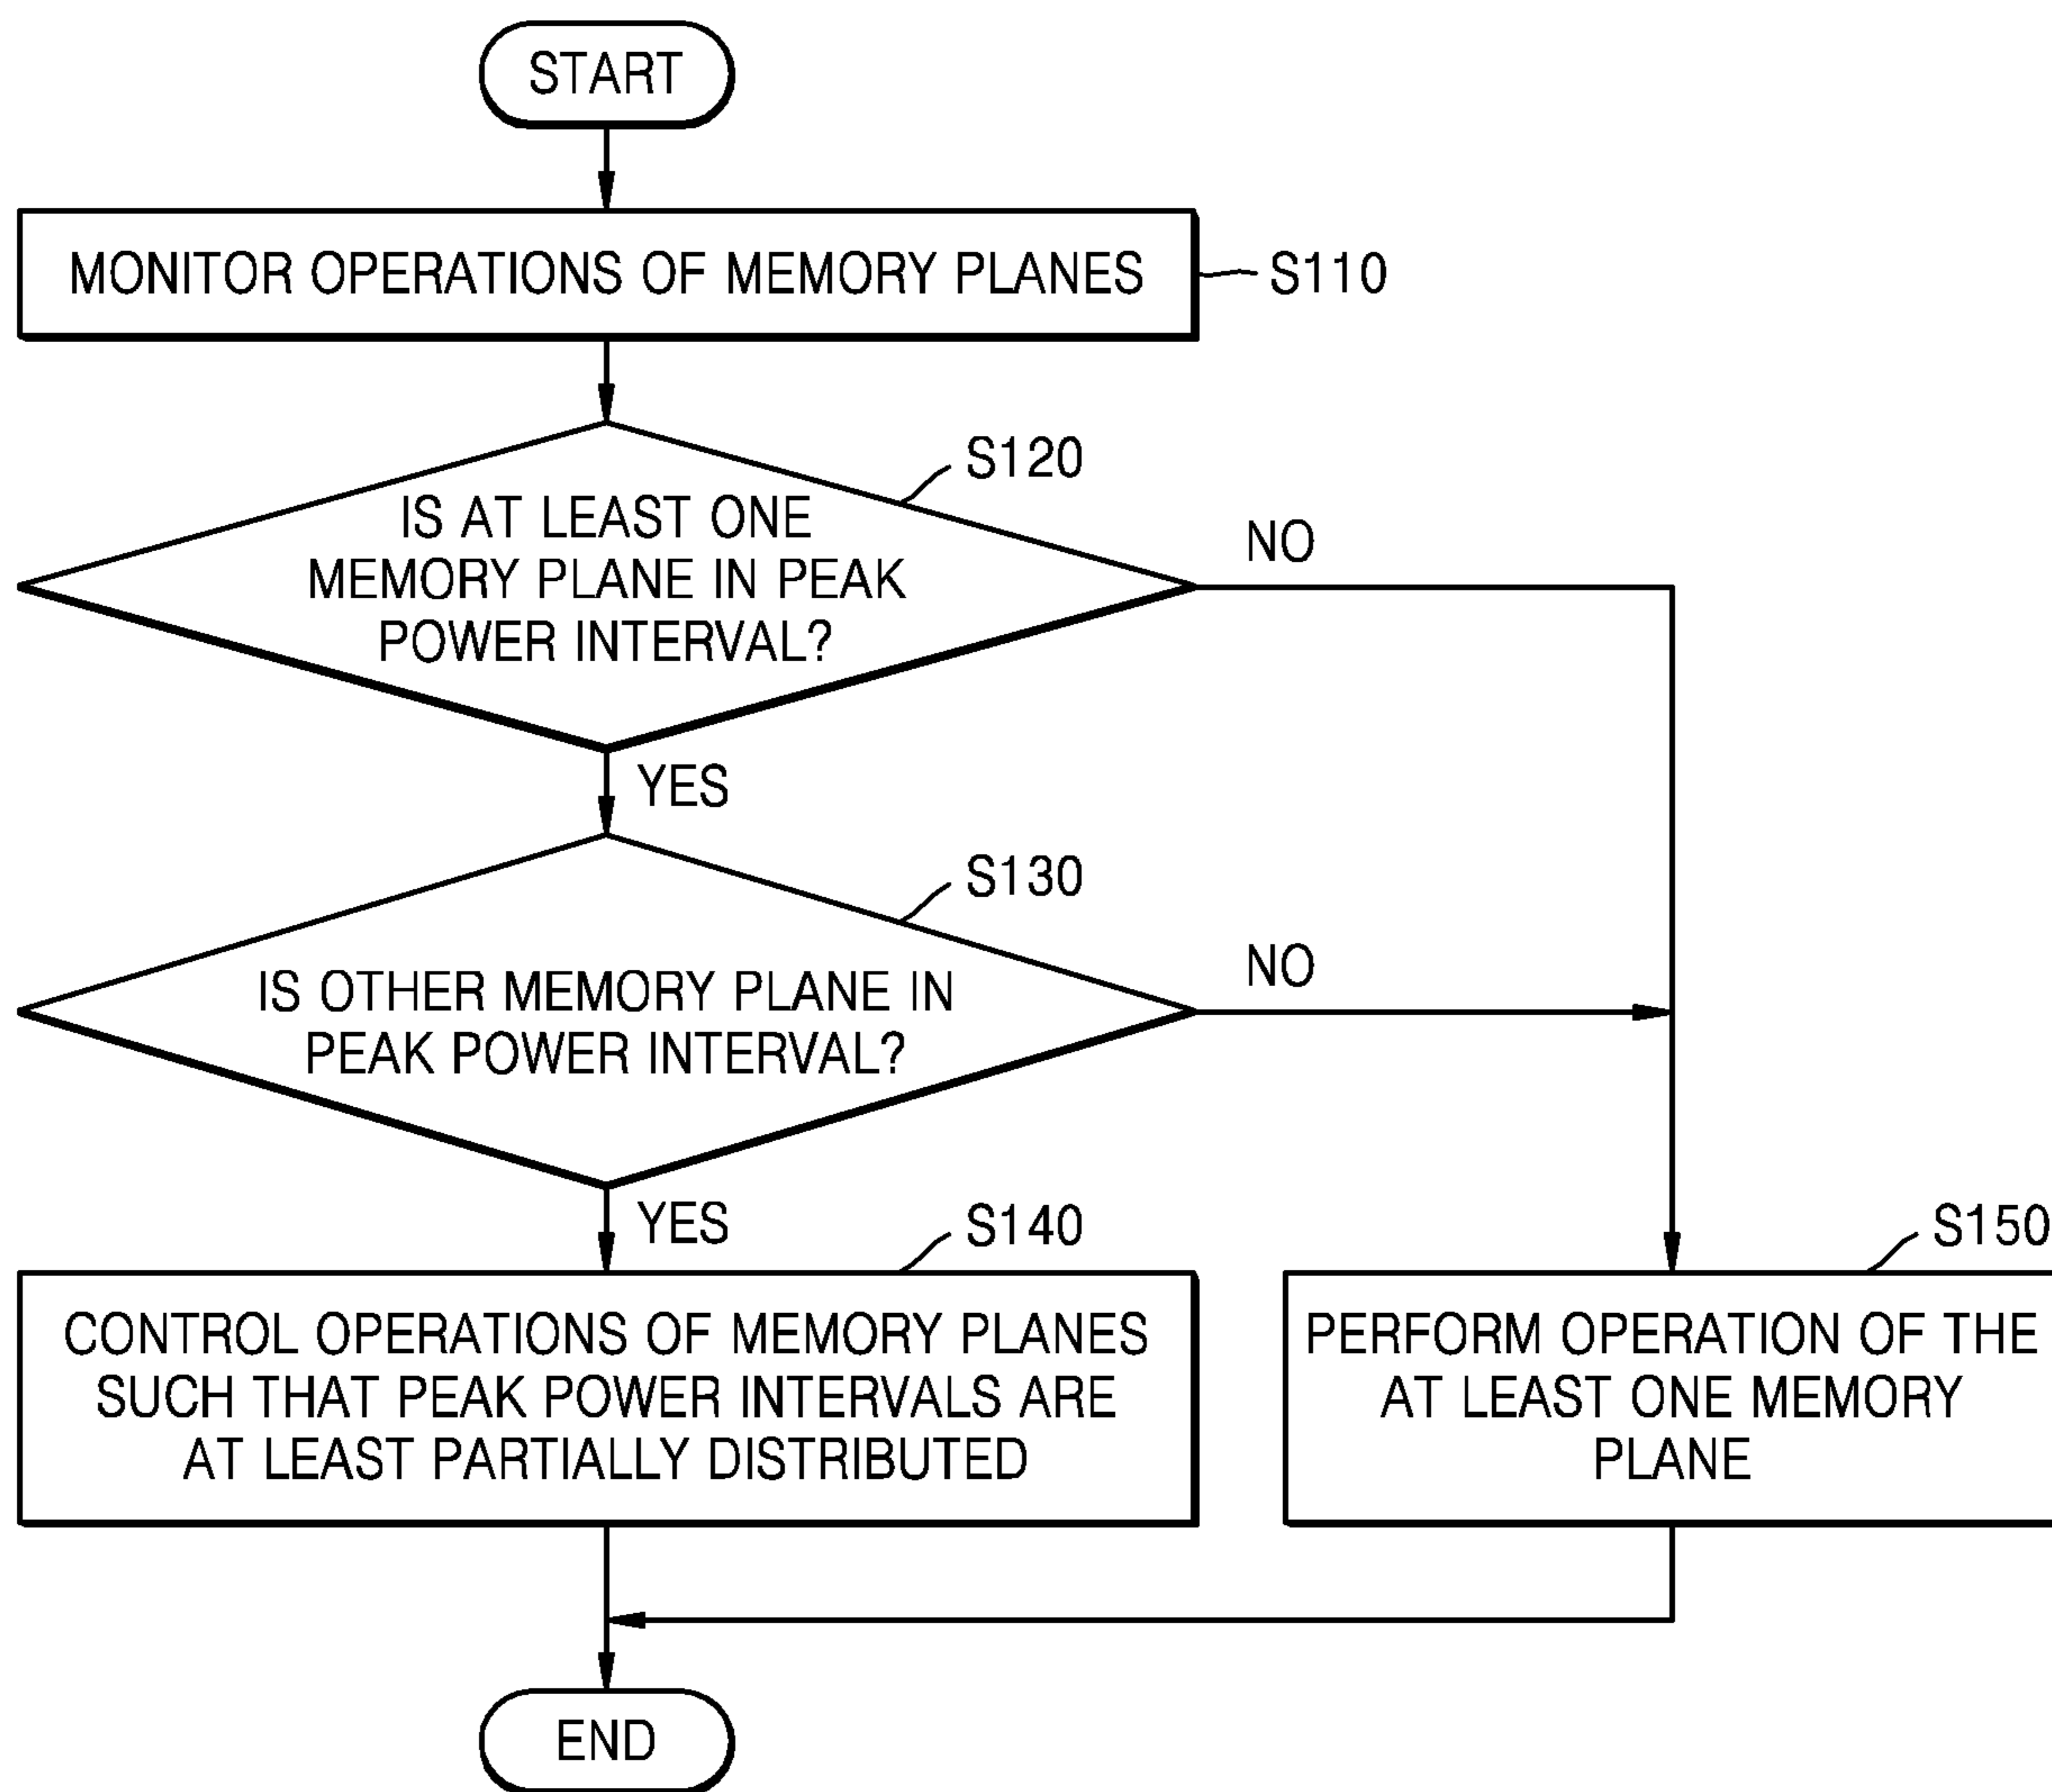 START
MONITOR OPERATIONS OF MEMORY PLANES
S110
S120
IS AT LEAST ONE
MEMORY PLANE IN PEAK
POWER INTERVAL?
NO
YES
S130
IS OTHER MEMORY PLANE IN
PEAK POWER INTERVAL?
NO
YES
S140
CONTROL OPERATIONS OF MEMORY PLANES
SUCH THAT PEAK POWER INTERVALS ARE
AT LEAST PARTIALLY DISTRIBUTED
S150
PERFORM OPERATION OF THE
AT LEAST ONE MEMORY
PLANE
END